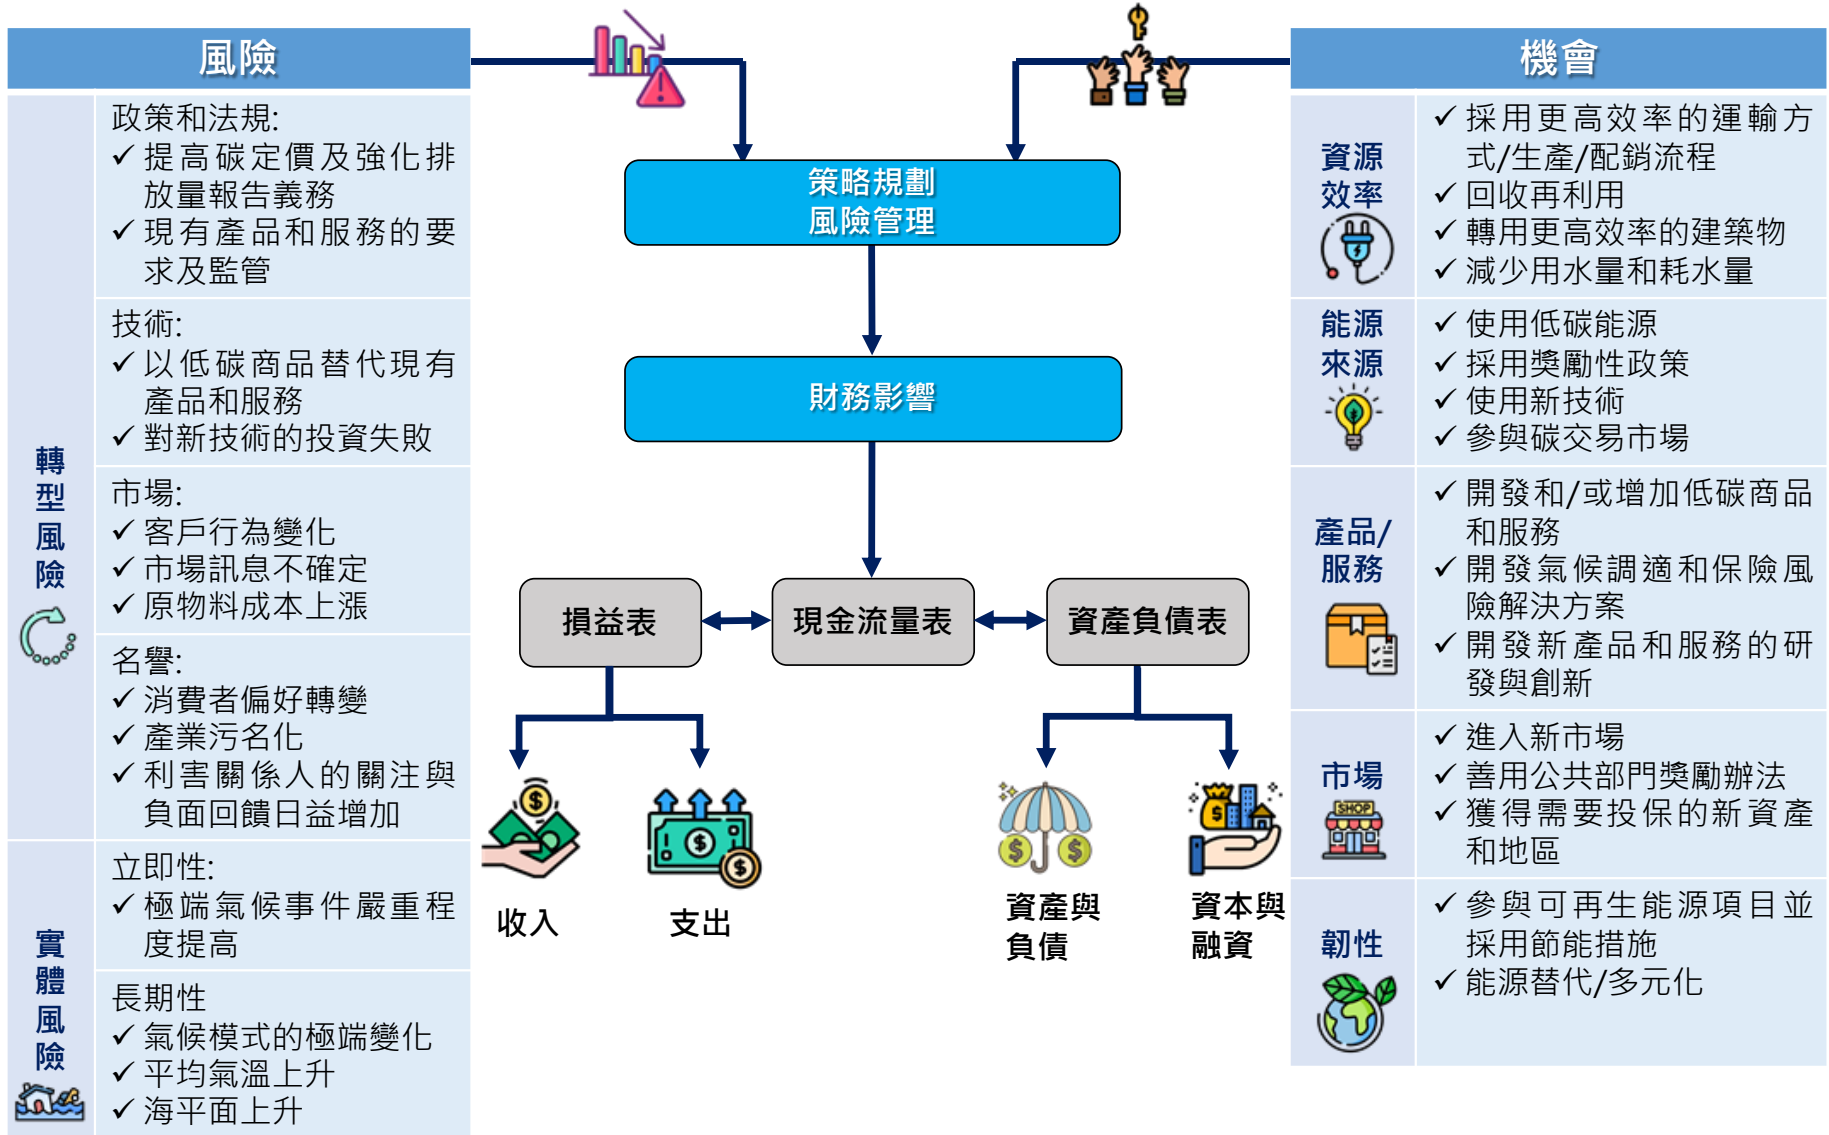 風險
轉型風險
政策和法規:
✓ 提高碳定價及強化排
放量報告義務
✓ 現有產品和服務的要
求及監管
技術:
✓ 以低碳商品替代現有
產品和服務
✓ 對新技術的投資失敗
市場:
✓ 客戶行為變化
✓ 市場訊息不確定
✓ 原物料成本上漲
名譽:
✓ 消費者偏好轉變
✓ 產業污名化
✓ 利害關係人的關注與
負面回饋日益增加
實體風險
立即性:
✓ 極端氣候事件嚴重程
度提高
長期性
✓ 氣候模式的極端變化
✓ 平均氣溫上升
✓ 海平面上升
策略規劃
風險管理
財務影響
損益表
現金流量表
資產負債表
收入
支出
資產與
負債
資本與
融資
機會
資源
效率
✓ 採用更高效率的運輸方
式/生產/配銷流程
✓ 回收再利用
✓ 轉用更高效率的建築物
✓ 減少用水量和耗水量
能源
來源
✓ 使用低碳能源
✓ 採用獎勵性政策
✓ 使用新技術
✓ 參與碳交易市場
產品/
服務
✓ 開發和/或增加低碳商品
和服務
✓ 開發氣候調適和保險風
險解決方案
✓ 開發新產品和服務的研
發與創新
市場
SHOP
✓ 進入新市場
✓ 善用公共部門獎勵辦法
✓ 獲得需要投保的新資產
和地區
韌性
✓ 參與可再生能源項目並
採用節能措施
✓ 能源替代/多元化